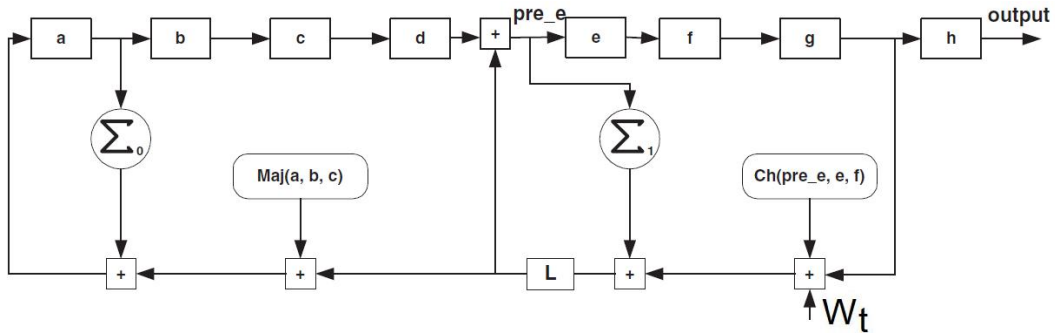 pre_e
output
a
b
c
d
+
e
f
g
h
Σ0
Σ1
Maj(a, b, c)
Ch(pre_e, e, f)
+
+
L
+
+
Wt